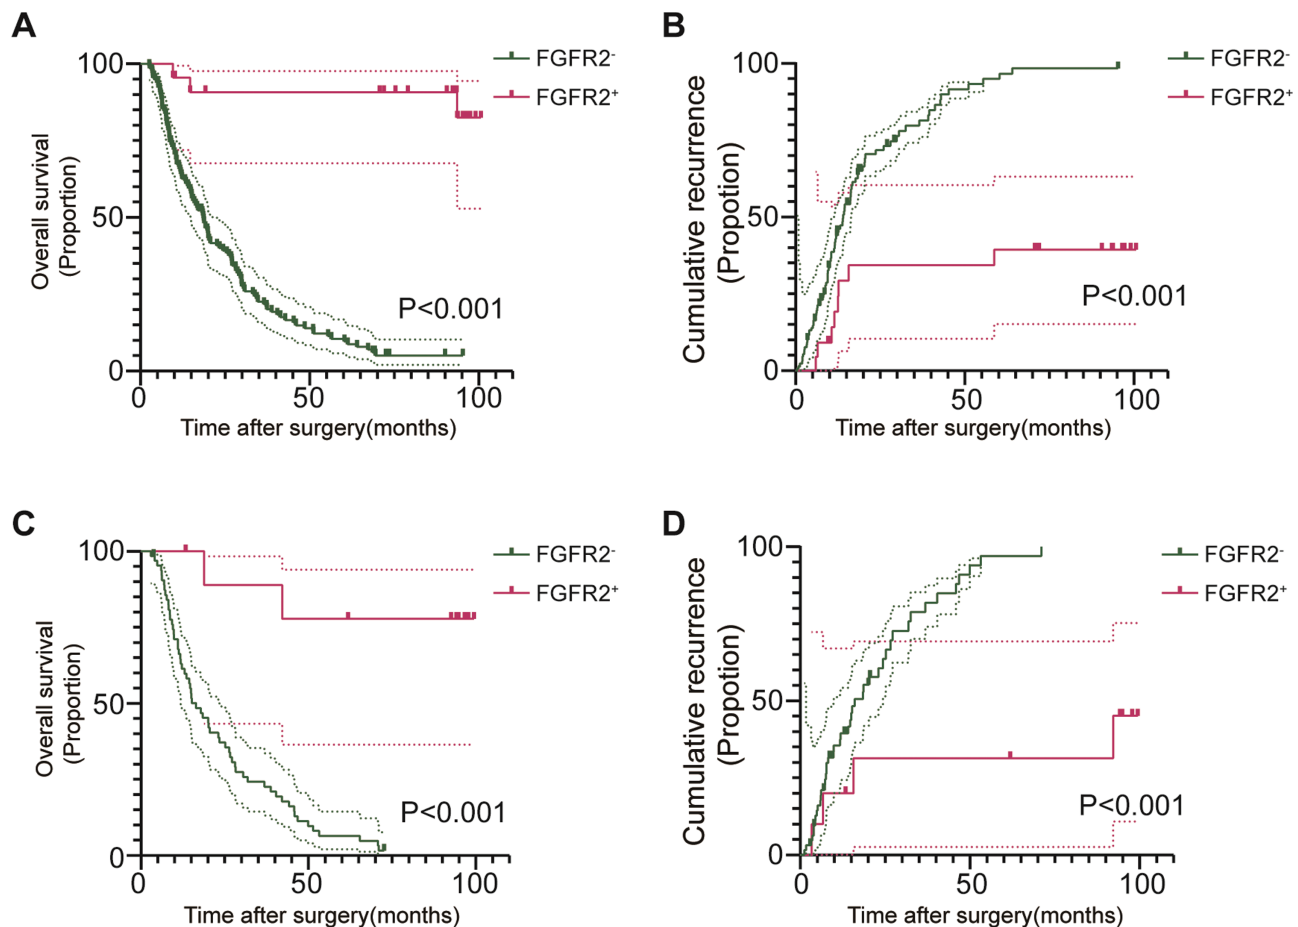 A
100
50
0
Overall survival
(Proportion)
0
50
100
Time after surgery(months)
FGFR2⁻
FGFR2⁺
P<0.001
B
100
50
0
Cumulative recurrence
(Propotion)
0
50
100
Time after surgery(months)
FGFR2⁻
FGFR2⁺
P<0.001
C
100
50
0
Overall survival
(Proportion)
0
50
100
Time after surgery(months)
FGFR2⁻
FGFR2⁺
P<0.001
D
100
50
0
Cumulative recurrence
(Propotion)
0
50
100
Time after surgery(months)
FGFR2⁻
FGFR2⁺
P<0.001